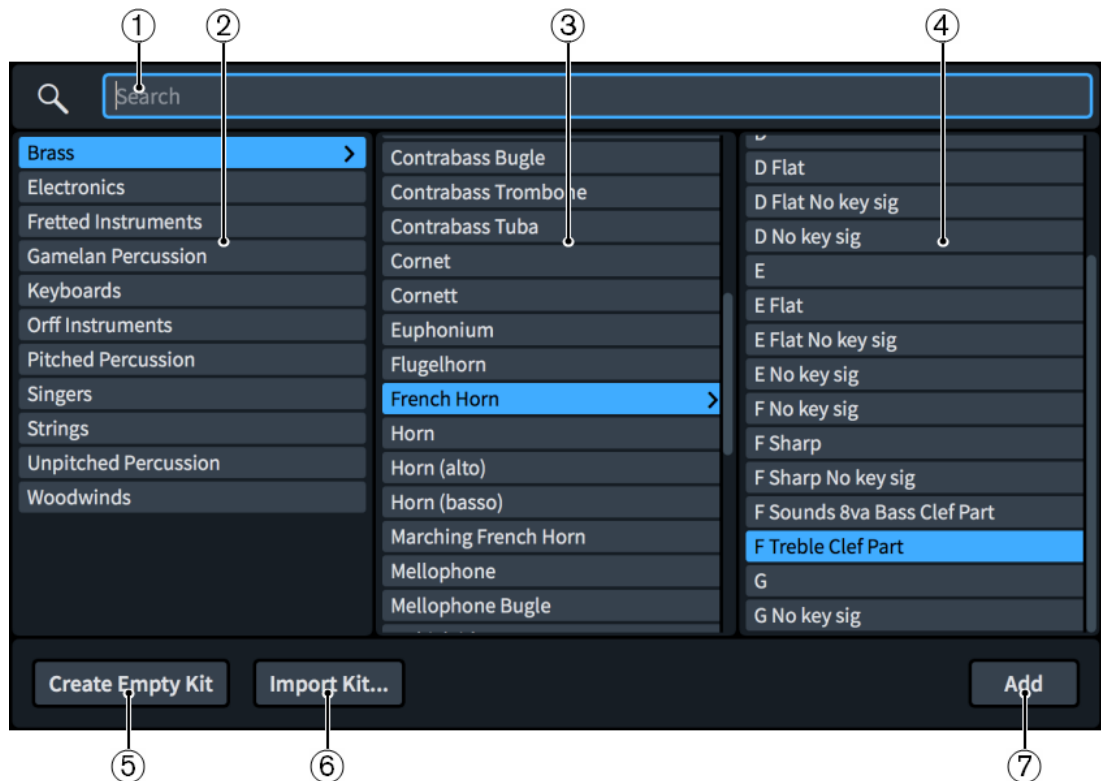 ① ② ③ ④
Search
Brass
Electronics
Fretted Instruments
Gamelan Percussion
Keyboards
Orff Instruments
Pitched Percussion
Singers
Strings
Unpitched Percussion
Woodwinds
Contrabass Bugle
Contrabass Trombone
Contrabass Tuba
Cornet
Cornett
Euphonium
Flugelhorn
French Horn
Horn
Horn (alto)
Horn (basso)
Marching French Horn
Mellophone
Mellophone Bugle
D Flat
D Flat No key sig
D No key sig
E
E Flat
E Flat No key sig
E No key sig
F No key sig
F Sharp
F Sharp No key sig
F Sounds 8va Bass Clef Part
F Treble Clef Part
G
G No key sig
Create Empty Kit
Import Kit...
Add
⑤ ⑥ ⑦